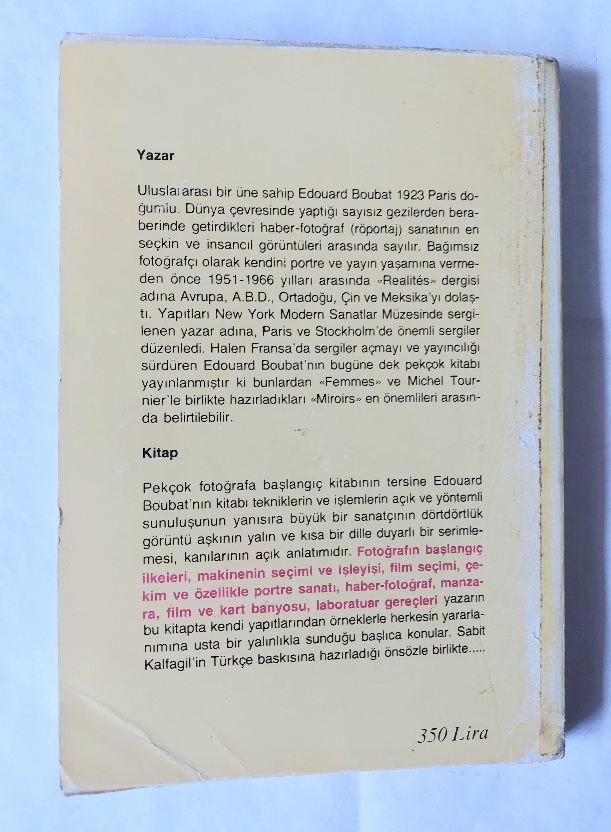 Yazar
Uluslararası bir üne sahip Edouard Boubat 1923 Paris do-
ğumlu. Dünya çevresinde yaptığı sayısız gezilerden bera-
berinde getirdikleri haber-fotoğraf (röportaj) sanatının en
seçkin ve insancıl görüntüleri arasında sayılır. Bağımsız
fotoğrafçı olarak kendini portre ve yayın yaşamına verme-
den önce 1951-1966 yılları arasında «Realités» dergisi
adına Avrupa, A.B.D., Ortadoğu, Çin ve Meksika'yı dolaş-
tı. Yapıtları New York Modern Sanatlar Müzesinde sergi-
lenen yazar adına, Paris ve Stockholm'de önemli sergiler
düzenledi. Halen Fransa'da sergiler açmayı ve yayıncılığı
sürdüren Edouard Boubat'nın bugüne dek pekçok kitabı
yayınlanmıştır ki bunlardan «Femmes» ve Michel Tour-
nier'le birlikte hazırladıkları «Miroirs» en önemlileri arasın-
da belirtilebilir.
Kitap
Pekçok fotoğrafa başlangıç kitabının tersine Edouard
Boubat'nın kitabı tekniklerin ve işlemlerin açık ve yöntemli
sunuluşunun yanısıra büyük bir sanatçının dörtdörtlük
görüntü aşkının yalın ve kısa bir dille duyarlı bir serimle-
mesi, kanılarının açık anlatımıdır. Fotoğrafın başlangıç
ilkeleri, makinenin seçimi ve işleyişi, film seçimi, çe-
kim ve özellikle portre sanatı, haber-fotoğraf, manza-
ra, film ve kart banyosu, laboratuar gereçleri yazarın
bu kitapta kendi yapıtlarından örneklerle herkesin yararla-
nımına usta bir yalınlıkla sunduğu başlıca konular. Sabit
Kalfagil'in Türkçe baskısına hazırladığı önsözle birlikte.....
350 Lira